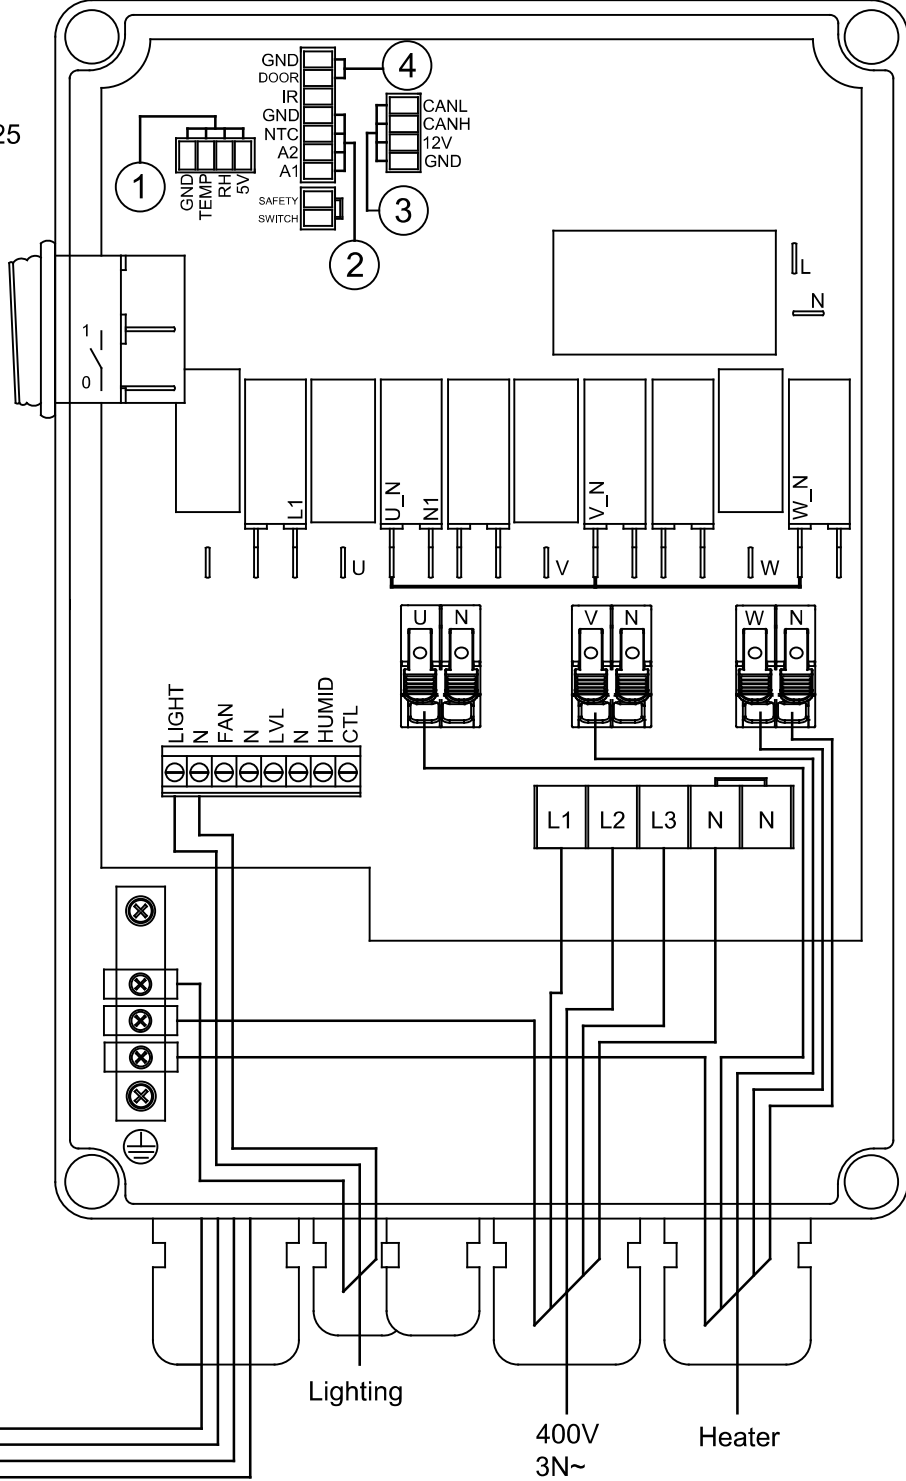 25
GND
DOOR
IR
GND
NTC
A2
A1
4
CANL
CANH
12V
GND
1
GND
TEMP
RH
5V
SAFETY
SWITCH
3
2
L
N
1
0
L1
U_N
N1
V_N
W_N
U
V
W
U N
V N
W N
LIGHT
N
FAN
N
LVL
N
HUMID
CTL
L1 L2 L3 N N
Lighting
400V
3N~
Heater